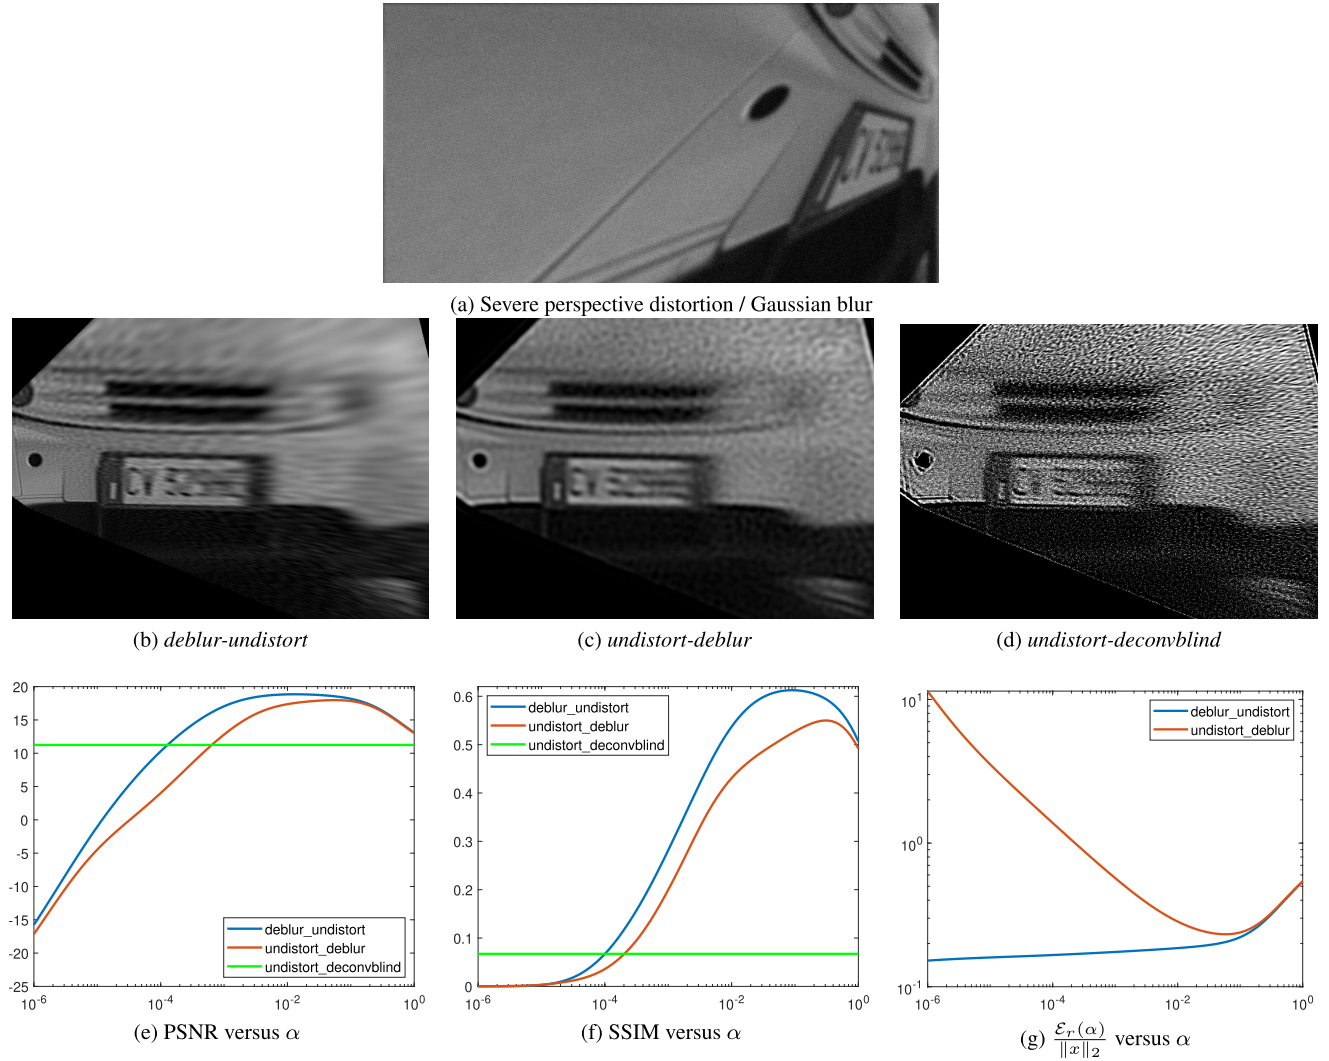 (a) Severe perspective distortion / Gaussian blur
(b) deblur-undistort
(c) undistort-deblur
(d) undistort-deconvblind
20
15
10
5
0
-5
-10
-15
-20
-25
10^-6
10^-4
10^-2
10^0
deblur_undistort
undistort_deblur
undistort_deconvblind
(e) PSNR versus α
0.6
0.5
0.4
0.3
0.2
0.1
0
10^-6
10^-4
10^-2
10^0
deblur_undistort
undistort_deblur
undistort_deconvblind
(f) SSIM versus α
10^1
10^0
10^-1
10^-6
10^-4
10^-2
10^0
deblur_undistort
undistort_deblur
(g) ℰ_r(α)/‖x‖_2 versus α